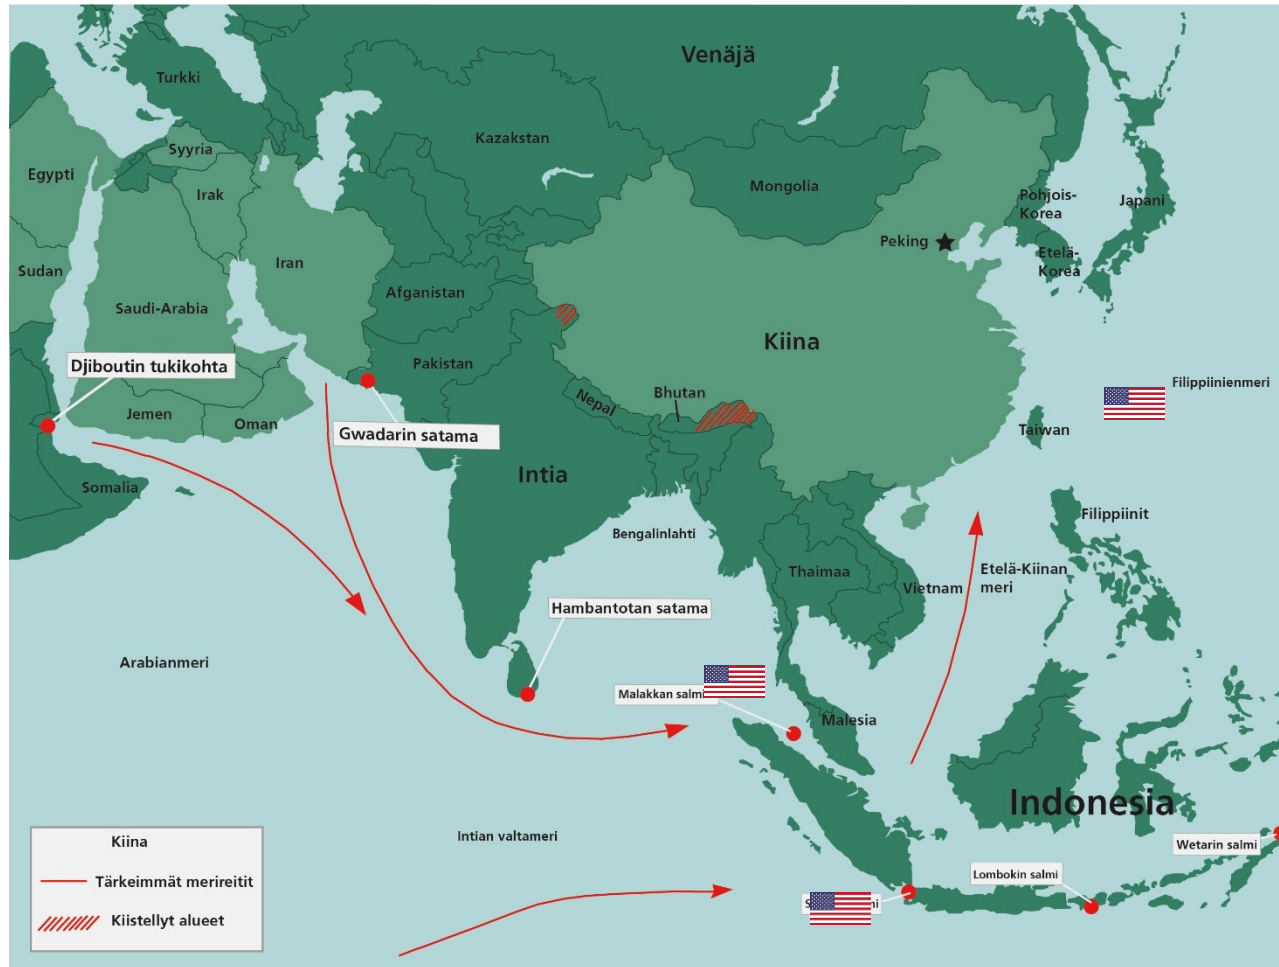 Venäjä
Turkki
Kazakstan
Syyria
Egypti
Irak
Mongolia
Pohjois-
Korea
Japani
Peking
Etelä-
Korea
Sudan
Iran
Afganistan
Saudi-Arabia
Kiina
Djiboutin tukikohta
Pakistan
Filippiinienmeri
Bhutan
Nepal
Jemen
Oman
Gwadarin satama
Taiwan
Intia
Somalia
Filippiinit
Bengalinlahti
Thaimaa
Vietnam
Etelä-Kiinan
meri
Hambantotan satama
Arabianmeri
Malakkan salmi
Malesia
Indonesia
Intian valtameri
Wetarin salmi
Lombokin salmi
Kiina
Tärkeimmät merireitit
Kiistellyt alueet